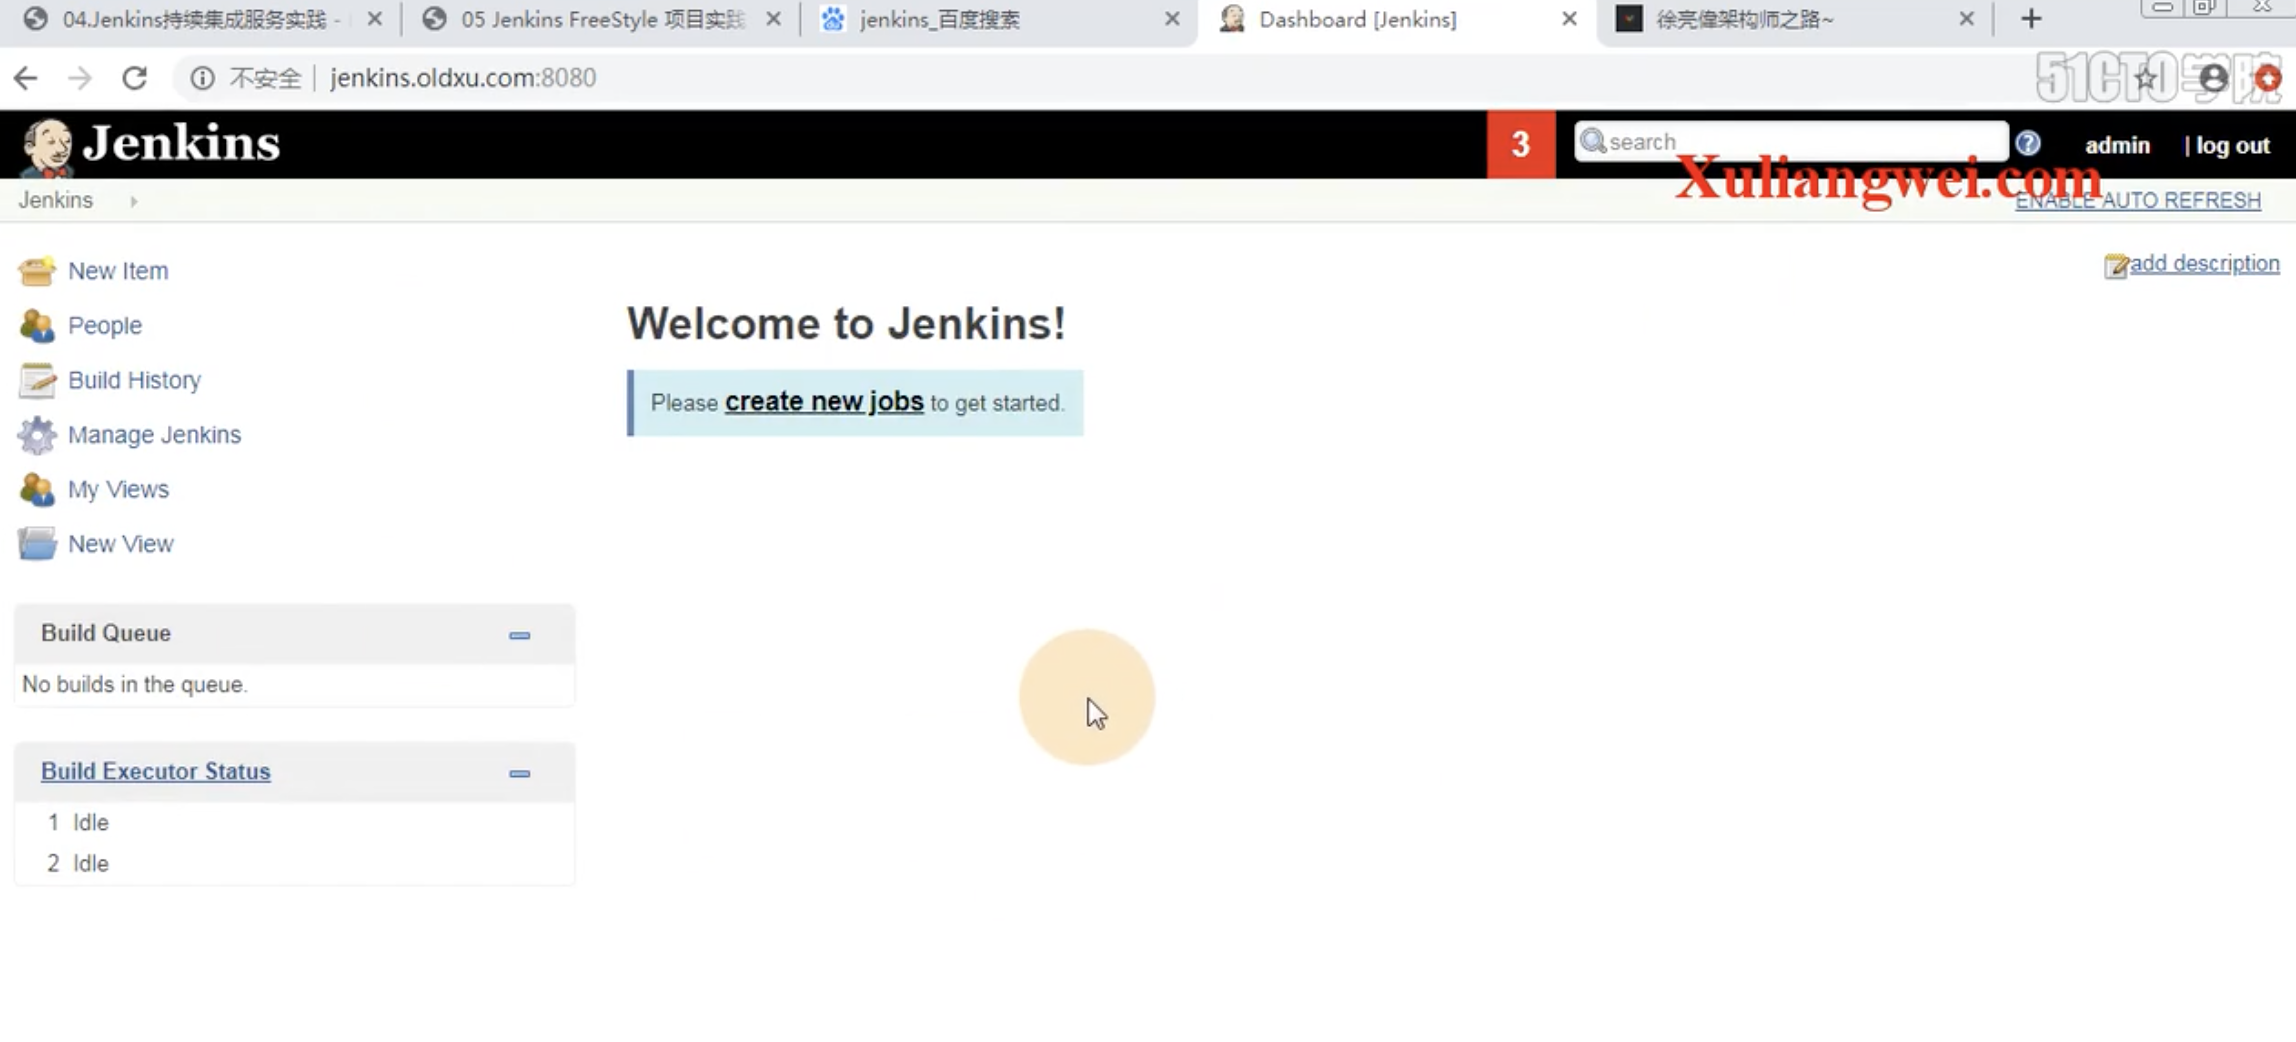 04.Jenkins持续集成服务实践 -
05 Jenkins FreeStyle 项目实践
jenkins_百度搜索
Dashboard [Jenkins]
徐亮偉架构师之路~
不安全 | jenkins.oldxu.com:8080
51CTO学院
Jenkins
3
search
admin
| log out
Xuliangwei.com
Jenkins
ENABLE AUTO REFRESH
New Item
add description
People
Build History
Manage Jenkins
My Views
New View
Welcome to Jenkins!
Please create new jobs to get started.
Build Queue
No builds in the queue.
Build Executor Status
1 Idle
2 Idle